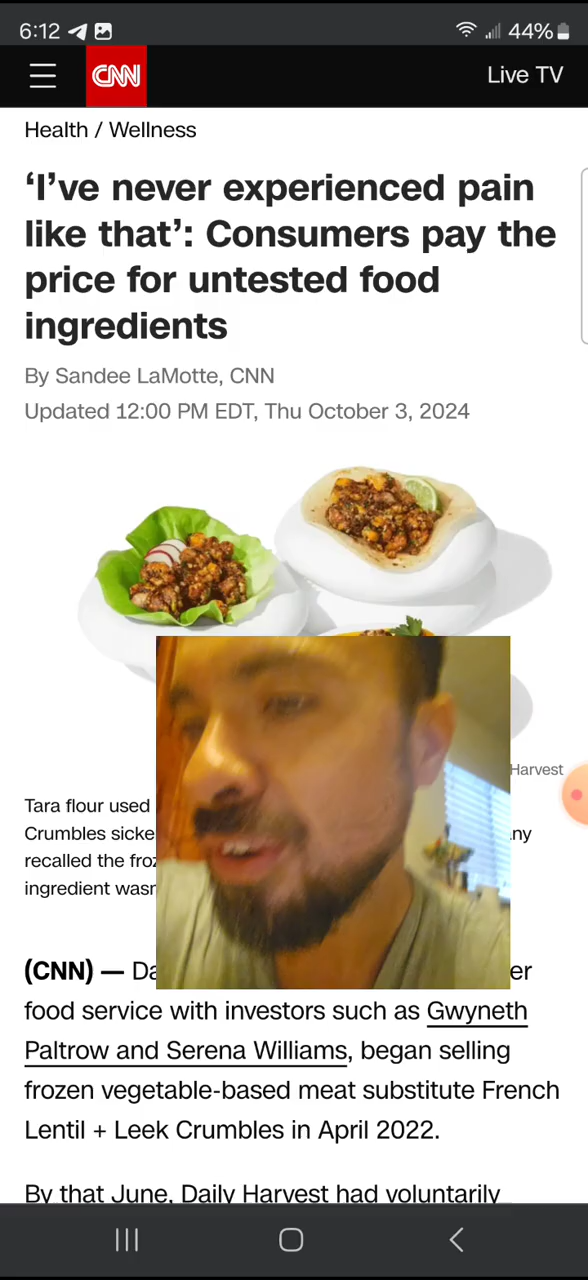 6:12
44%
CNN
Live TV
Health / Wellness
‘I’ve never experienced pain
like that’: Consumers pay the
price for untested food
ingredients
By Sandee LaMotte, CNN
Updated 12:00 PM EDT, Thu October 3, 2024
Harvest
Tara flour used
Crumbles sicke ny
recalled the fro
ingredient wasn
(CNN) — Da er
food service with investors such as Gwyneth
Paltrow and Serena Williams, began selling
frozen vegetable-based meat substitute French
Lentil + Leek Crumbles in April 2022.
By that June, Daily Harvest had voluntarily